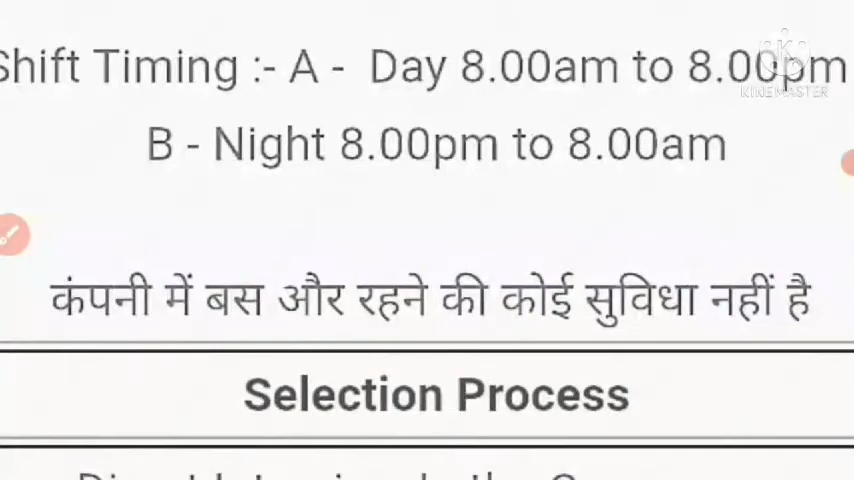 Shift Timing :- A - Day 8.00am to 8.00pm
KINEMASTER
B - Night 8.00pm to 8.00am
कंपनी में बस और रहने की कोई सुविधा नहीं है
Selection Process